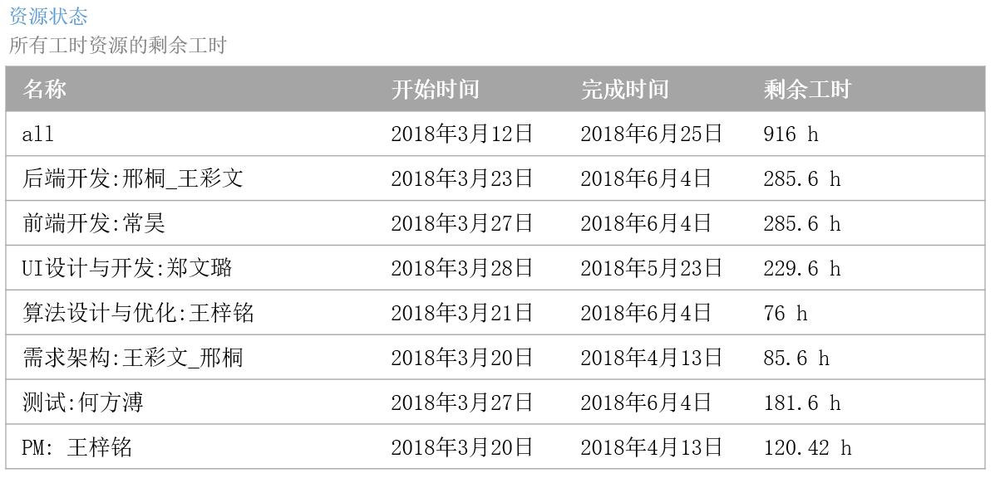 资源状态
所有工时资源的剩余工时
名称 开始时间 完成时间 剩余工时
all 2018年3月12日 2018年6月25日 916 h
后端开发:邢桐_王彩文 2018年3月23日 2018年6月4日 285.6 h
前端开发:常昊 2018年3月27日 2018年6月4日 285.6 h
UI设计与开发:郑文璐 2018年3月28日 2018年5月23日 229.6 h
算法设计与优化:王梓铭 2018年3月21日 2018年6月4日 76 h
需求架构:王彩文_邢桐 2018年3月20日 2018年4月13日 85.6 h
测试:何方溥 2018年3月27日 2018年6月4日 181.6 h
PM: 王梓铭 2018年3月20日 2018年4月13日 120.42 h